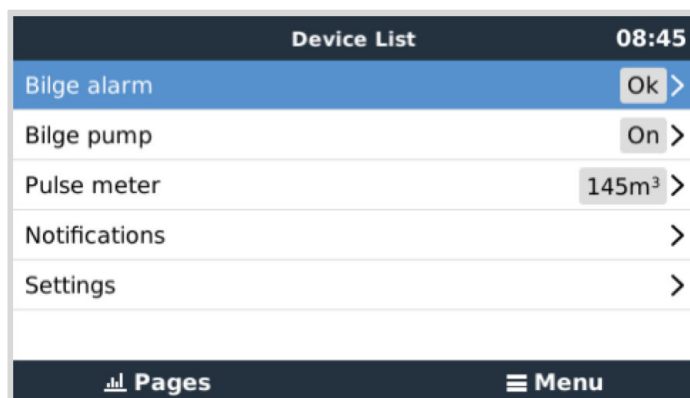 Device List 08:45
Bilge alarm Ok
Bilge pump On
Pulse meter 145m³
Notifications
Settings
Pages Menu